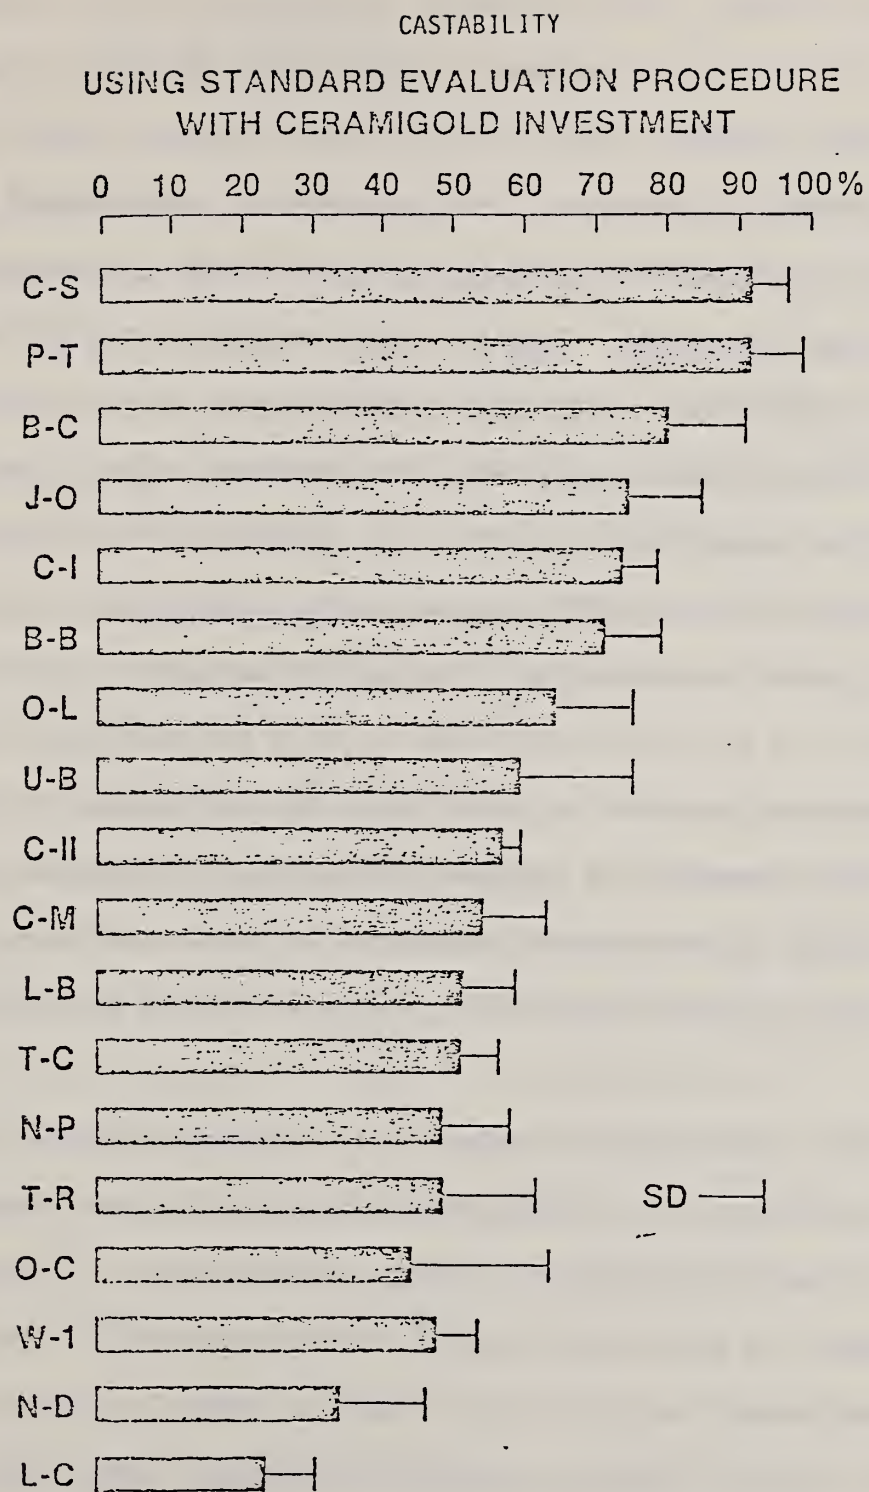 CASTABILITY
USING STANDARD EVALUATION PROCEDURE
WITH CERAMIGOLD INVESTMENT
0 10 20 30 40 50 60 70 80 90 100%
C-S
P-T
B-C
J-O
C-I
B-B
O-L
U-B
C-II
C-M
L-B
T-C
N-P
T-R SD
O-C
W-1
N-D
L-C